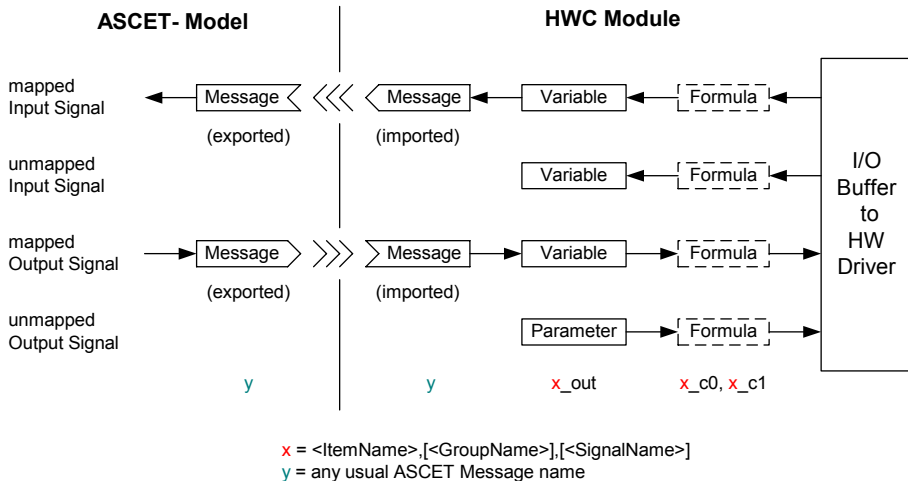 ASCET- Model
HWC Module
mapped
Input Signal
Message
Message
Variable
Formula
(exported)
(imported)
unmapped
Input Signal
Variable
Formula
I/O
Buffer
to
HW
Driver
mapped
Output Signal
Message
Message
Variable
Formula
(exported)
(imported)
unmapped
Output Signal
Parameter
Formula
y
y
x_out
x_c0, x_c1
x = <ItemName>,[<GroupName>],[<SignalName>]
y = any usual ASCET Message name